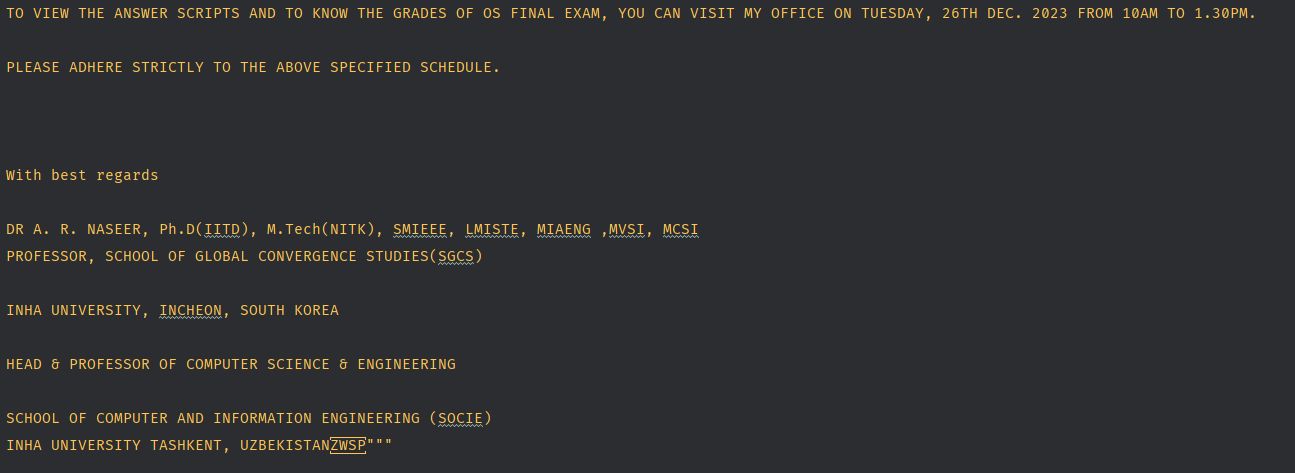 TO VIEW THE ANSWER SCRIPTS AND TO KNOW THE GRADES OF OS FINAL EXAM, YOU CAN VISIT MY OFFICE ON TUESDAY, 26TH DEC. 2023 FROM 10AM TO 1.30PM.
PLEASE ADHERE STRICTLY TO THE ABOVE SPECIFIED SCHEDULE.
With best regards
DR A. R. NASEER, Ph.D(IITD), M.Tech(NITK), SMIEEE, LMISTE, MIAENG ,MVSI, MCSI
PROFESSOR, SCHOOL OF GLOBAL CONVERGENCE STUDIES(SGCS)
INHA UNIVERSITY, INCHEON, SOUTH KOREA
HEAD & PROFESSOR OF COMPUTER SCIENCE & ENGINEERING
SCHOOL OF COMPUTER AND INFORMATION ENGINEERING (SOCIE)
INHA UNIVERSITY TASHKENT, UZBEKISTANZWSP"""